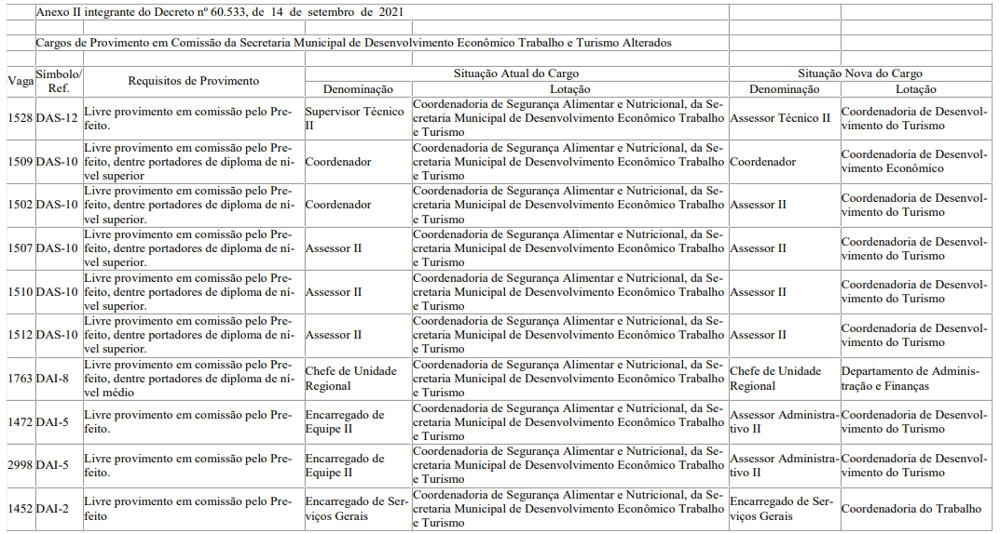 Anexo II integrante do Decreto nº 60.533, de 14 de setembro de 2021
Cargos de Provimento em Comissão da Secretaria Municipal de Desenvolvimento Econômico Trabalho e Turismo Alterados
Vaga
Símbolo/
Ref.
Requisitos de Provimento
Situação Atual do Cargo
Situação Nova do Cargo
Denominação
Lotação
Denominação
Lotação
1528
DAS-12
Livre provimento em comissão pelo Pre-
feito.
Supervisor Técnico
II
Coordenadoria de Segurança Alimentar e Nutricional, da Se-
cretaria Municipal de Desenvolvimento Econômico Trabalho
e Turismo
Assessor Técnico II
Coordenadoria de Desenvol-
vimento do Turismo
1509
DAS-10
Livre provimento em comissão pelo Pre-
feito, dentre portadores de diploma de ní-
vel superior
Coordenador
Coordenadoria de Segurança Alimentar e Nutricional, da Se-
cretaria Municipal de Desenvolvimento Econômico Trabalho
e Turismo
Coordenador
Coordenadoria de Desenvol-
vimento Econômico
1502
DAS-10
Livre provimento em comissão pelo Pre-
feito, dentre portadores de diploma de ní-
vel superior.
Coordenador
Coordenadoria de Segurança Alimentar e Nutricional, da Se-
cretaria Municipal de Desenvolvimento Econômico Trabalho
e Turismo
Assessor II
Coordenadoria de Desenvol-
vimento do Turismo
1507
DAS-10
Livre provimento em comissão pelo Pre-
feito, dentre portadores de diploma de ní-
vel superior.
Assessor II
Coordenadoria de Segurança Alimentar e Nutricional, da Se-
cretaria Municipal de Desenvolvimento Econômico Trabalho
e Turismo
Assessor II
Coordenadoria de Desenvol-
vimento do Turismo
1510
DAS-10
Livre provimento em comissão pelo Pre-
feito, dentre portadores de diploma de ní-
vel superior.
Assessor II
Coordenadoria de Segurança Alimentar e Nutricional, da Se-
cretaria Municipal de Desenvolvimento Econômico Trabalho
e Turismo
Assessor II
Coordenadoria de Desenvol-
vimento do Turismo
1512
DAS-10
Livre provimento em comissão pelo Pre-
feito, dentre portadores de diploma de ní-
vel superior.
Assessor II
Coordenadoria de Segurança Alimentar e Nutricional, da Se-
cretaria Municipal de Desenvolvimento Econômico Trabalho
e Turismo
Assessor II
Coordenadoria de Desenvol-
vimento do Turismo
1763
DAI-8
Livre provimento em comissão pelo Pre-
feito, dentre portadores de diploma de ní-
vel médio
Chefe de Unidade
Regional
Coordenadoria de Segurança Alimentar e Nutricional, da Se-
cretaria Municipal de Desenvolvimento Econômico Trabalho
e Turismo
Chefe de Unidade
Regional
Departamento de Adminis-
tração e Finanças
1472
DAI-5
Livre provimento em comissão pelo Pre-
feito.
Encarregado de
Equipe II
Coordenadoria de Segurança Alimentar e Nutricional, da Se-
cretaria Municipal de Desenvolvimento Econômico Trabalho
e Turismo
Assessor Administra-
tivo II
Coordenadoria de Desenvol-
vimento do Turismo
2998
DAI-5
Livre provimento em comissão pelo Pre-
feito.
Encarregado de
Equipe II
Coordenadoria de Segurança Alimentar e Nutricional, da Se-
cretaria Municipal de Desenvolvimento Econômico Trabalho
e Turismo
Assessor Administra-
tivo II
Coordenadoria de Desenvol-
vimento do Turismo
1452
DAI-2
Livre provimento em comissão pelo Pre-
feito
Encarregado de Ser-
viços Gerais
Coordenadoria de Segurança Alimentar e Nutricional, da Se-
cretaria Municipal de Desenvolvimento Econômico Trabalho
e Turismo
Encarregado de Ser-
viços Gerais
Coordenadoria do Trabalho